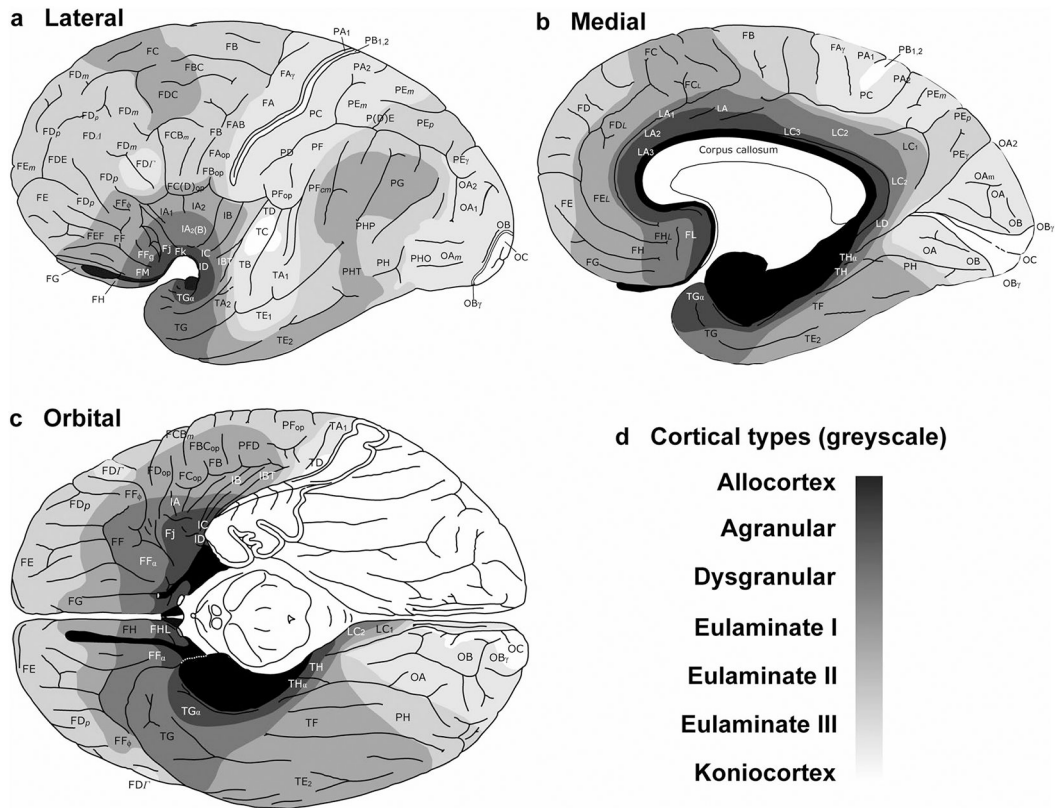 a Lateral
PA1
PB1,2
FC
FB
FBC
FDm
FAγ
PA2
FDC
FA
PC
PEm
PEm
FDp
FDm
FCBm
FB
FAB
P(D)E
PEp
FDm
FAop
PD
PF
FEm
FDE
FDp
FDΓ
FBop
FC(D)op
PFop
PFcm
PG
PEγ
OA2
FE
FDp
FFϕ
IA1
IA2
IB
TD
OA1
FEF
FF
IA2(B)
TC
PHP
OB
FFα
Fj
Fk
IC
IBT
ID
TB
PHT
PH
PHO
OAm
OC
FM
TA1
FG
FH
TGα
TA2
OBγ
TG
TE1
TE2
b Medial
FB
FC
FAγ
PA1
PB1,2
PA2
FCL
PC
PEm
FD
LA
LA1
FDL
LA2
LC3
LC2
PEp
LA3
Corpus callosum
LC1
PEγ
OA2
LC2
OAm
FE
FEL
OA
LD
OB
OBγ
FHL
FL
FH
OA
OB
OC
FG
THα
TH
PH
OBγ
TGα
TF
TG
TE2
c Orbital
FCBm
PFop
TA1
FBCop
PFD
FDΓ
FDop
FB
TD
FCop
FFϕ
IB
IBT
FDp
IA
FF
Fj
IC
ID
FE
FFα
FG
FH
FHL
LC2
LC1
OC
FE
FFα
TH
OB
OBγ
THα
OA
TGα
FDp
TG
TF
PH
FFϕ
FDΓ
TE2
d Cortical types (greyscale)
Allocortex
Agranular
Dysgranular
Eulaminate I
Eulaminate II
Eulaminate III
Koniocortex